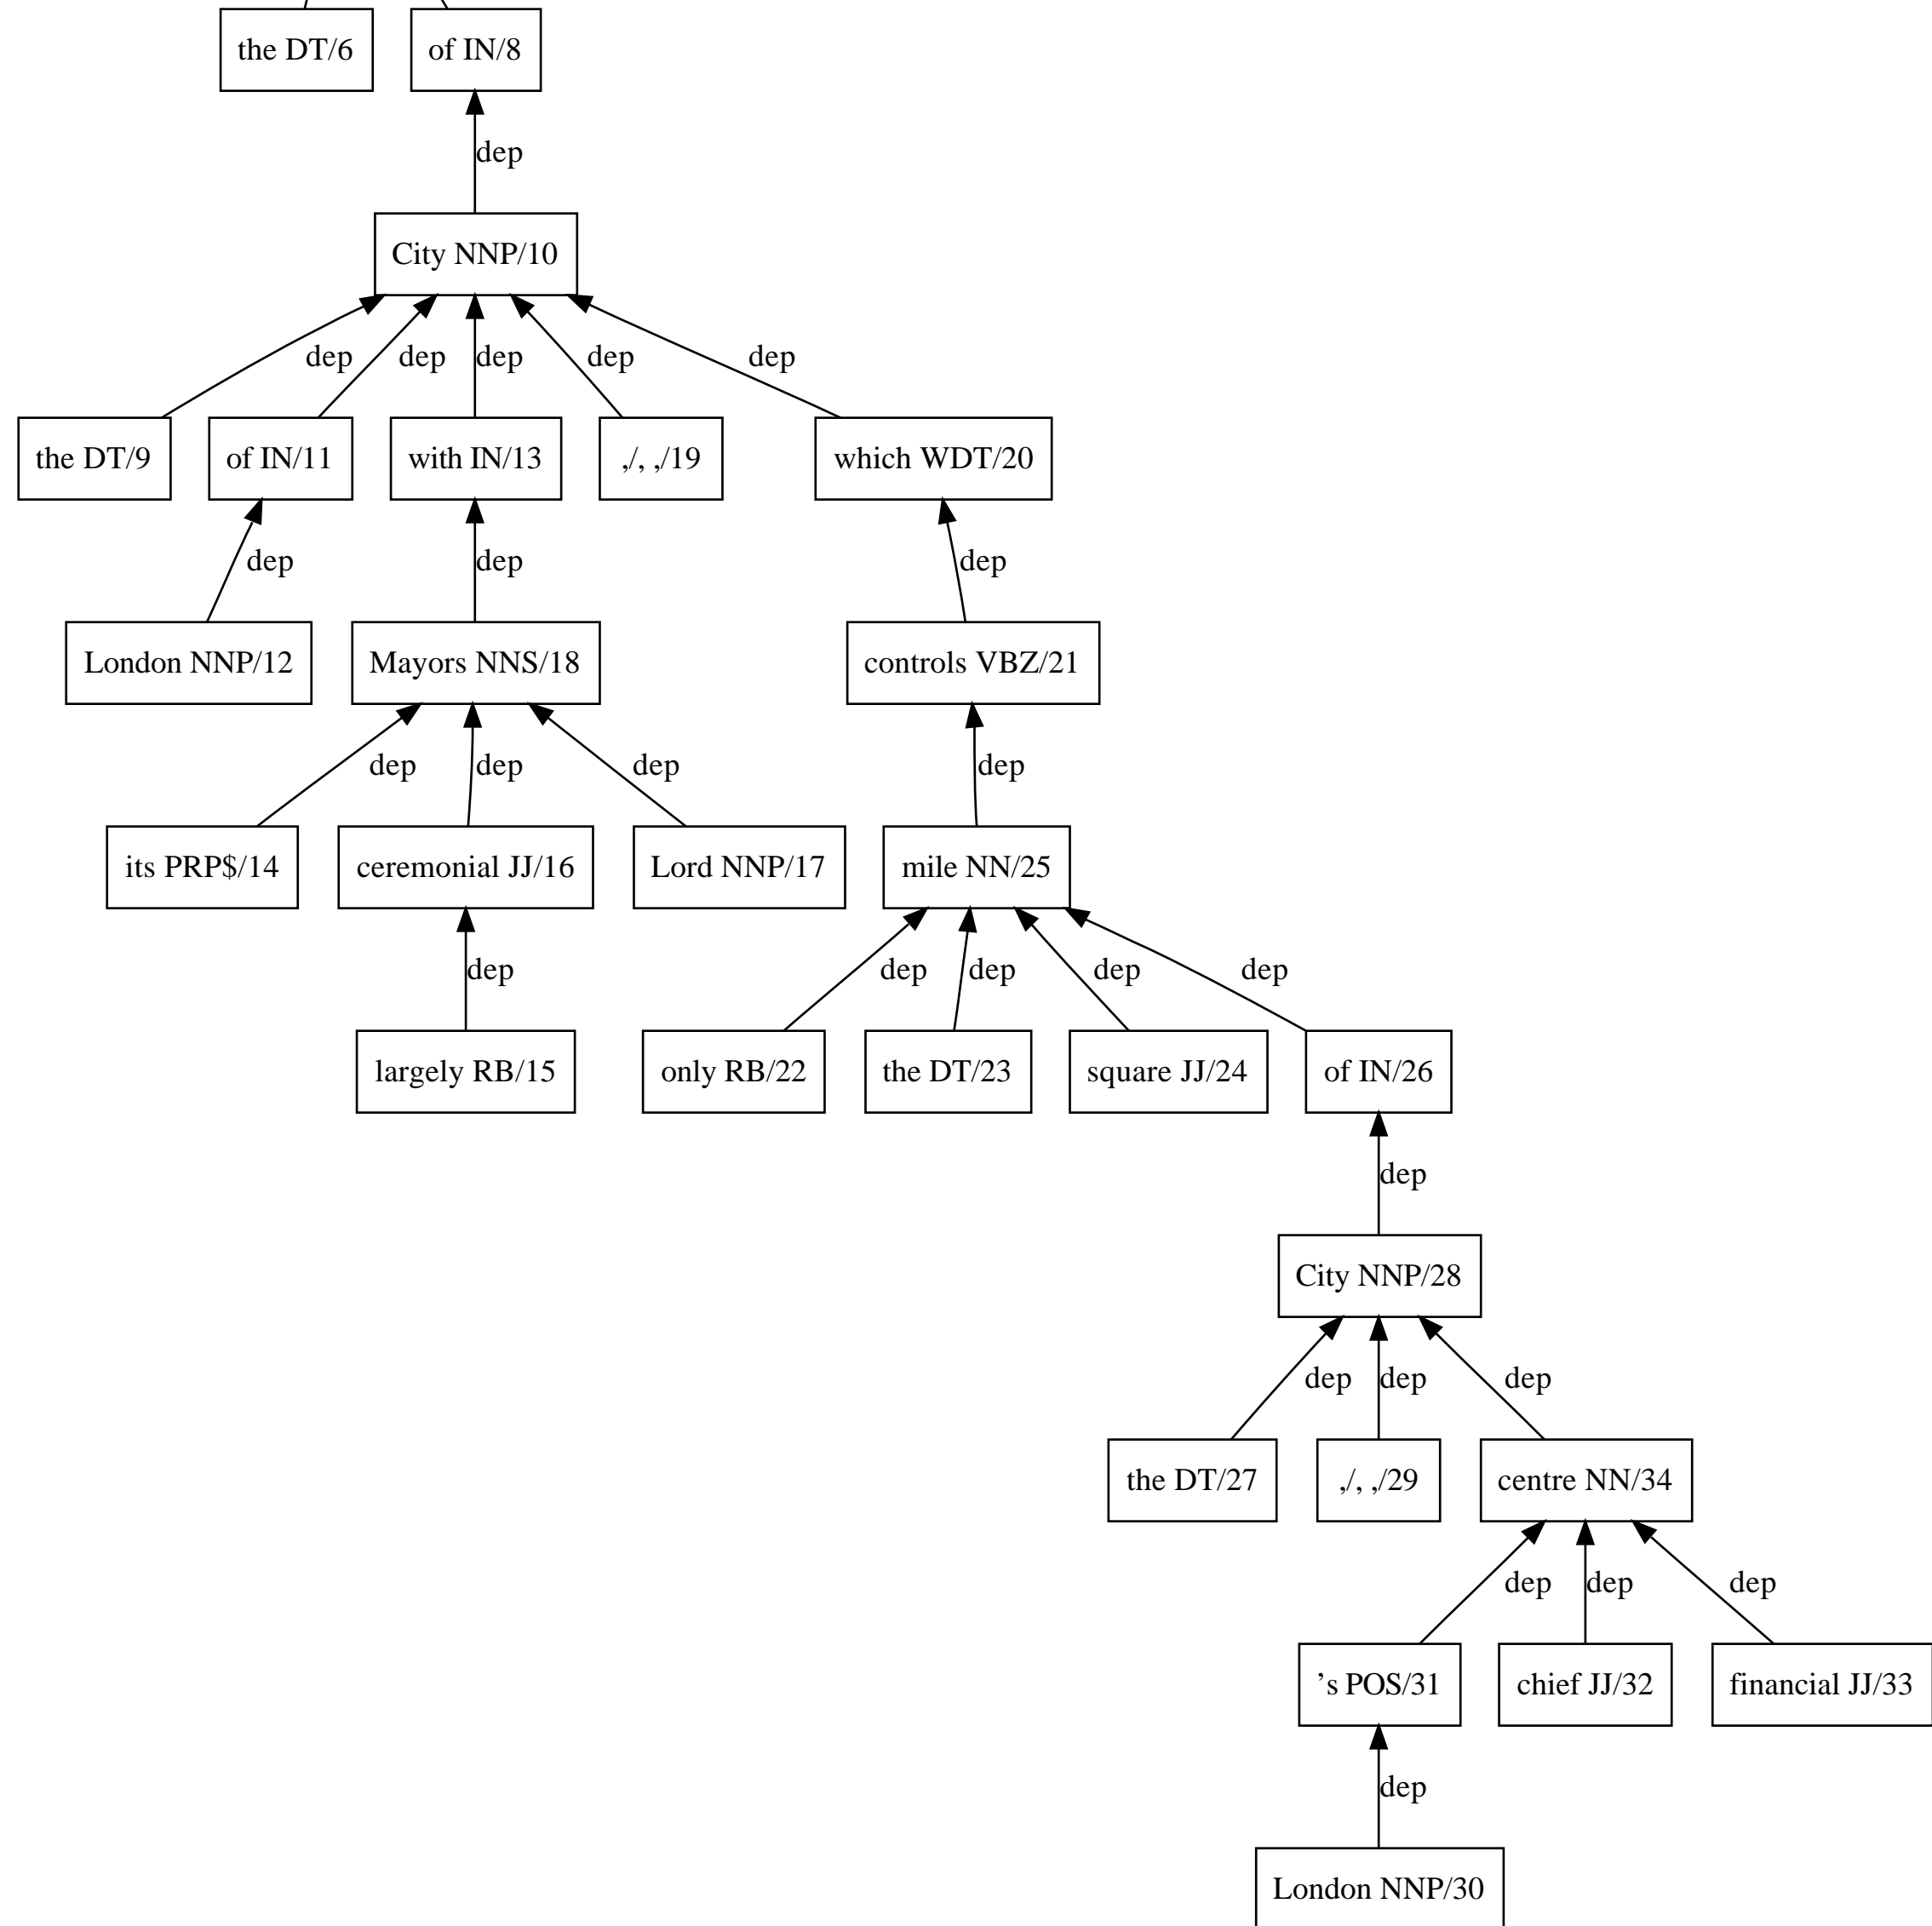 the DT/6 of IN/8
dep
City NNP/10
dep dep dep dep dep
the DT/9 of IN/11 with IN/13 ,/, ,/19 which WDT/20
dep dep dep
London NNP/12 Mayors NNS/18 controls VBZ/21
dep dep dep dep
its PRP$/14 ceremonial JJ/16 Lord NNP/17 mile NN/25
dep dep dep dep dep
largely RB/15 only RB/22 the DT/23 square JJ/24 of IN/26
dep
City NNP/28
dep dep dep
the DT/27 ,/, ,/29 centre NN/34
dep dep dep
’s POS/31 chief JJ/32 financial JJ/33
dep
London NNP/30